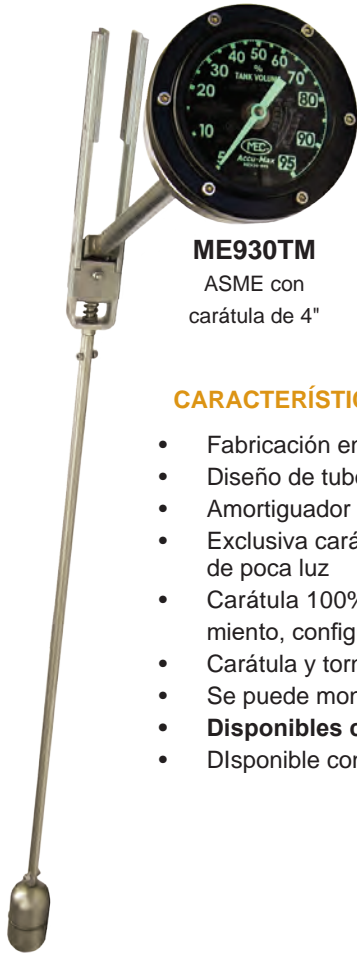 40 50 60
30 % 70
TANK VOLUME
20 80
10 90
5 MEC 95
Accu-Max
ME930TM
ASME con
carátula de 4"
CARACTERÍSTIC
• Fabricación en
• Diseño de tubo
• Amortiguador
• Exclusiva cará
de poca luz
• Carátula 100%
miento, config
• Carátula y torn
• Se puede mon
• Disponibles c
• DIsponible con